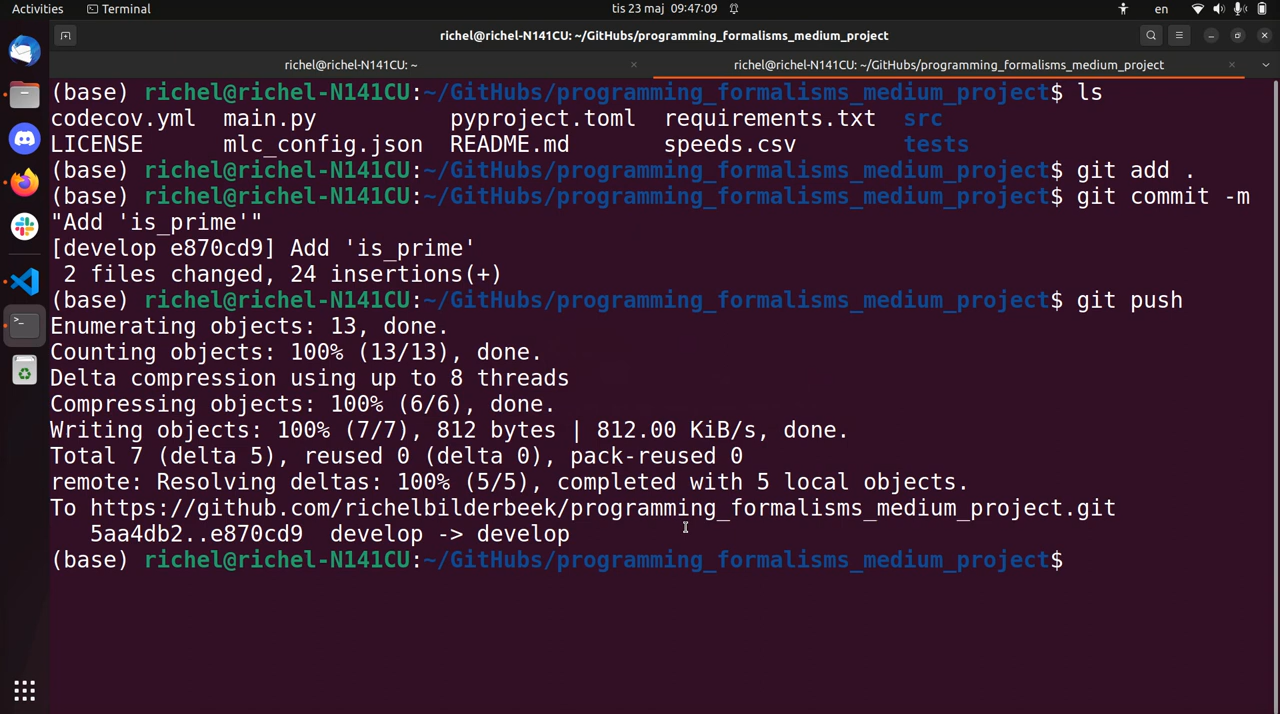 Activities Terminal tis 23 maj 09:47:09 en
richel@richel-N141CU: ~/GitHubs/programming_formalisms_medium_project
richel@richel-N141CU: ~ richel@richel-N141CU: ~/GitHubs/programming_formalisms_medium_project
(base) richel@richel-N141CU:~/GitHubs/programming_formalisms_medium_project$ ls
codecov.yml main.py pyproject.toml requirements.txt src
LICENSE mlc_config.json README.md speeds.csv tests
(base) richel@richel-N141CU:~/GitHubs/programming_formalisms_medium_project$ git add .
(base) richel@richel-N141CU:~/GitHubs/programming_formalisms_medium_project$ git commit -m
"Add 'is_prime'"
[develop e870cd9] Add 'is_prime'
 2 files changed, 24 insertions(+)
(base) richel@richel-N141CU:~/GitHubs/programming_formalisms_medium_project$ git push
Enumerating objects: 13, done.
Counting objects: 100% (13/13), done.
Delta compression using up to 8 threads
Compressing objects: 100% (6/6), done.
Writing objects: 100% (7/7), 812 bytes | 812.00 KiB/s, done.
Total 7 (delta 5), reused 0 (delta 0), pack-reused 0
remote: Resolving deltas: 100% (5/5), completed with 5 local objects.
To https://github.com/richelbilderbeek/programming_formalisms_medium_project.git
   5aa4db2..e870cd9  develop -> develop
(base) richel@richel-N141CU:~/GitHubs/programming_formalisms_medium_project$